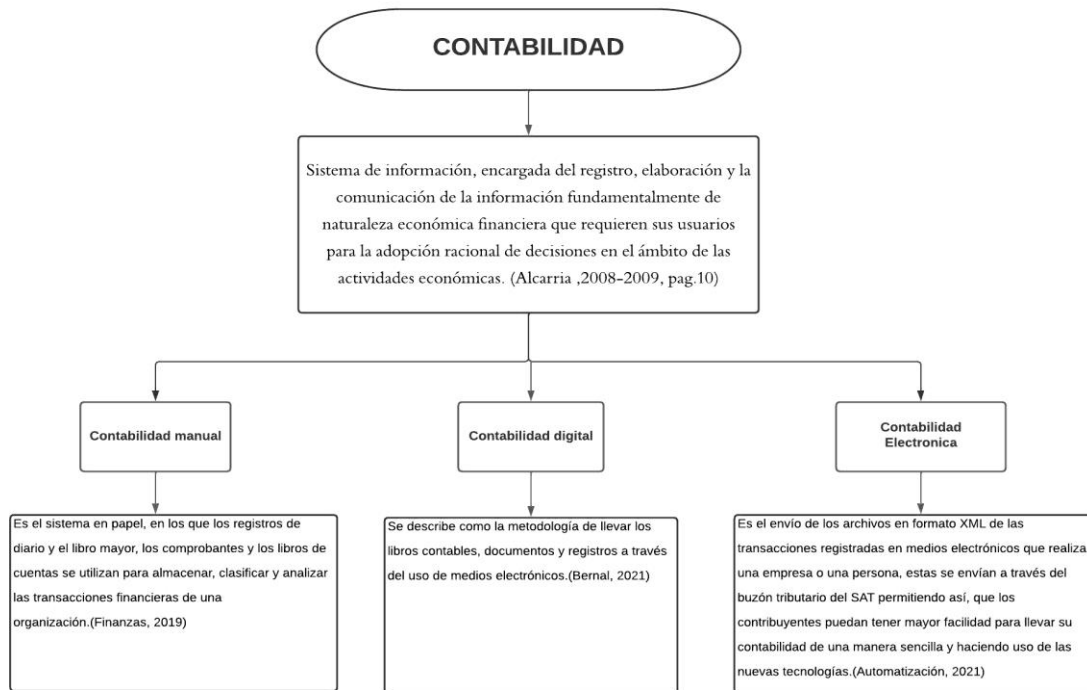 CONTABILIDAD
Sistema de información, encargada del registro, elaboración y la
comunicación de la información fundamentalmente de
naturaleza económica financiera que requieren sus usuarios
para la adopción racional de decisiones en el ámbito de las
actividades económicas. (Alcarria ,2008-2009, pag.10)
Contabilidad manual
Contabilidad digital
Contabilidad
Electronica
Es el sistema en papel, en los que los registros de
diario y el libro mayor, los comprobantes y los libros de
cuentas se utilizan para almacenar, clasificar y analizar
las transacciones financieras de una
organización.(Finanzas, 2019)
Se describe como la metodología de llevar los
libros contables, documentos y registros a través
del uso de medios electrónicos.(Bernal, 2021)
Es el envío de los archivos en formato XML de las
transacciones registradas en medios electrónicos que realiza
una empresa o una persona, estas se envían a través del
buzón tributario del SAT permitiendo así, que los
contribuyentes puedan tener mayor facilidad para llevar su
contabilidad de una manera sencilla y haciendo uso de las
nuevas tecnologías.(Automatización, 2021)